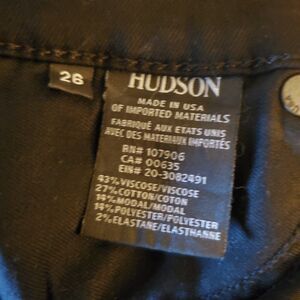 26
HUDSON
MADE IN USA
OF IMPORTED MATERIALS
FABRIQUÉ AUX ETATS UNIS
AVEC DES MATERIAUX IMPORTÉS
RN# 107906
CA# 00635
EIN# 20-3082491
43%VISCOSE/VISCOSE
27%COTTON/COTON
14%MODAL/MODAL
14%POLYESTER/POLYESTER
2%ELASTANE/ELASTHANNE